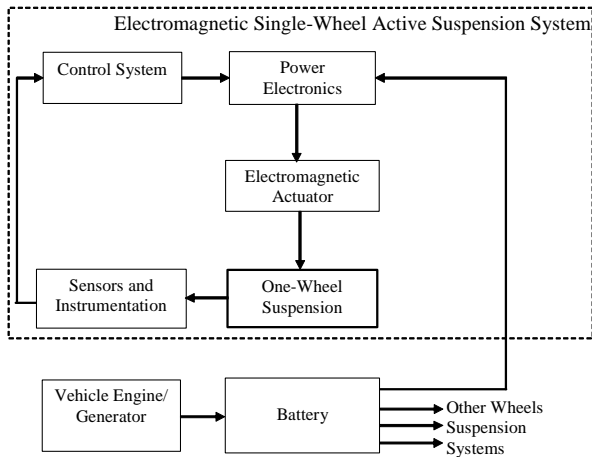 Electromagnetic Single-Wheel Active Suspension System
Control System
Power
Electronics
Electromagnetic
Actuator
Sensors and
Instrumentation
One-Wheel
Suspension
Vehicle Engine/
Generator
Battery
Other Wheels
Suspension
Systems